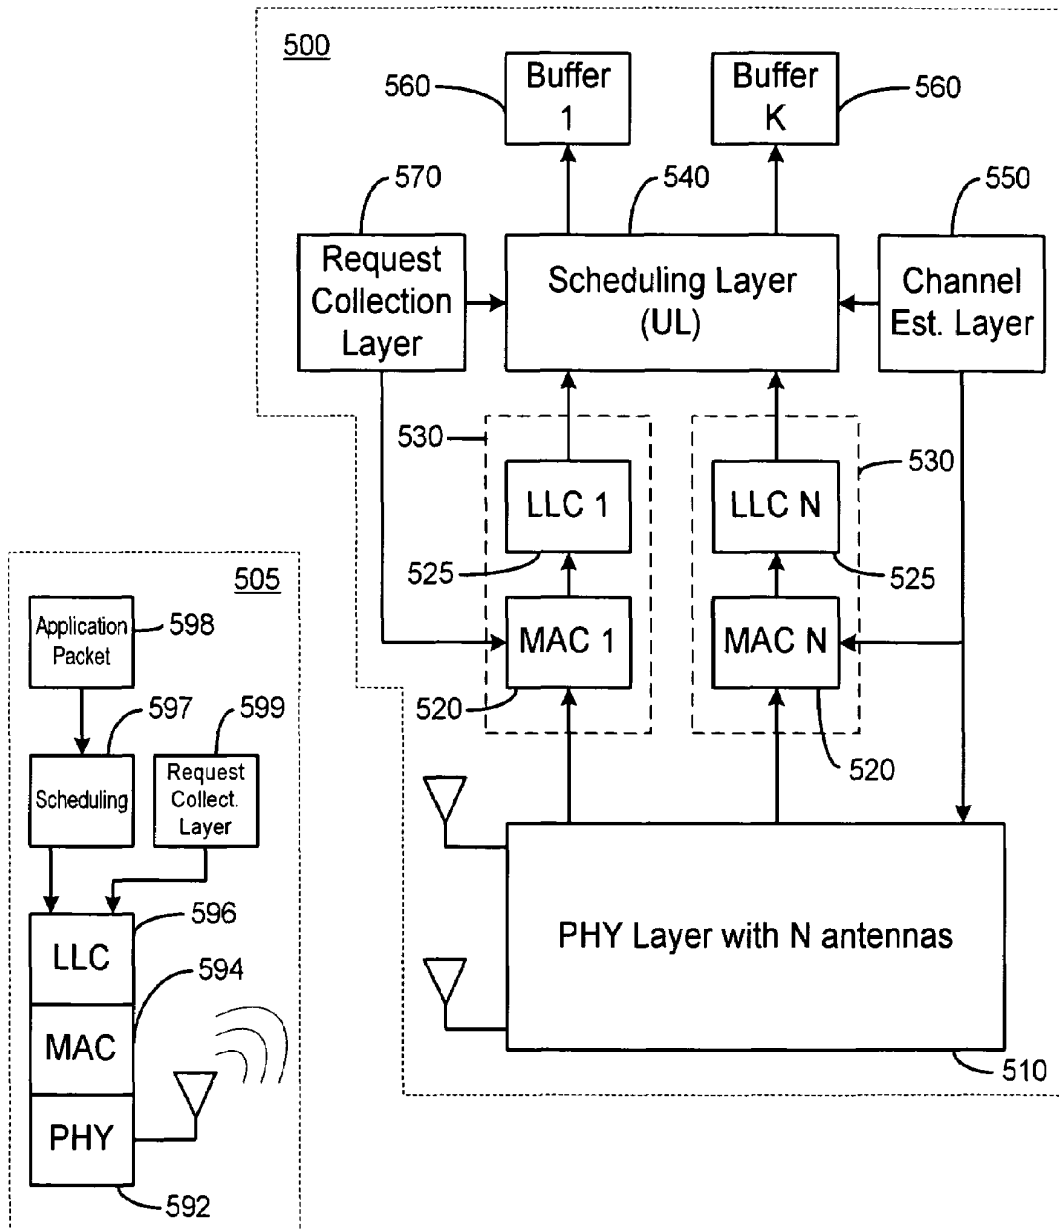 500
560
Buffer
1
Buffer
K
560
570
540
550
Request
Collection
Layer
Scheduling Layer
(UL)
Channel
Est. Layer
530
530
LLC 1
LLC N
525
525
MAC 1
MAC N
520
520
PHY Layer with N antennas
510
505
Application
Packet
598
597
599
Scheduling
Request
Collect.
Layer
596
LLC
594
MAC
PHY
592